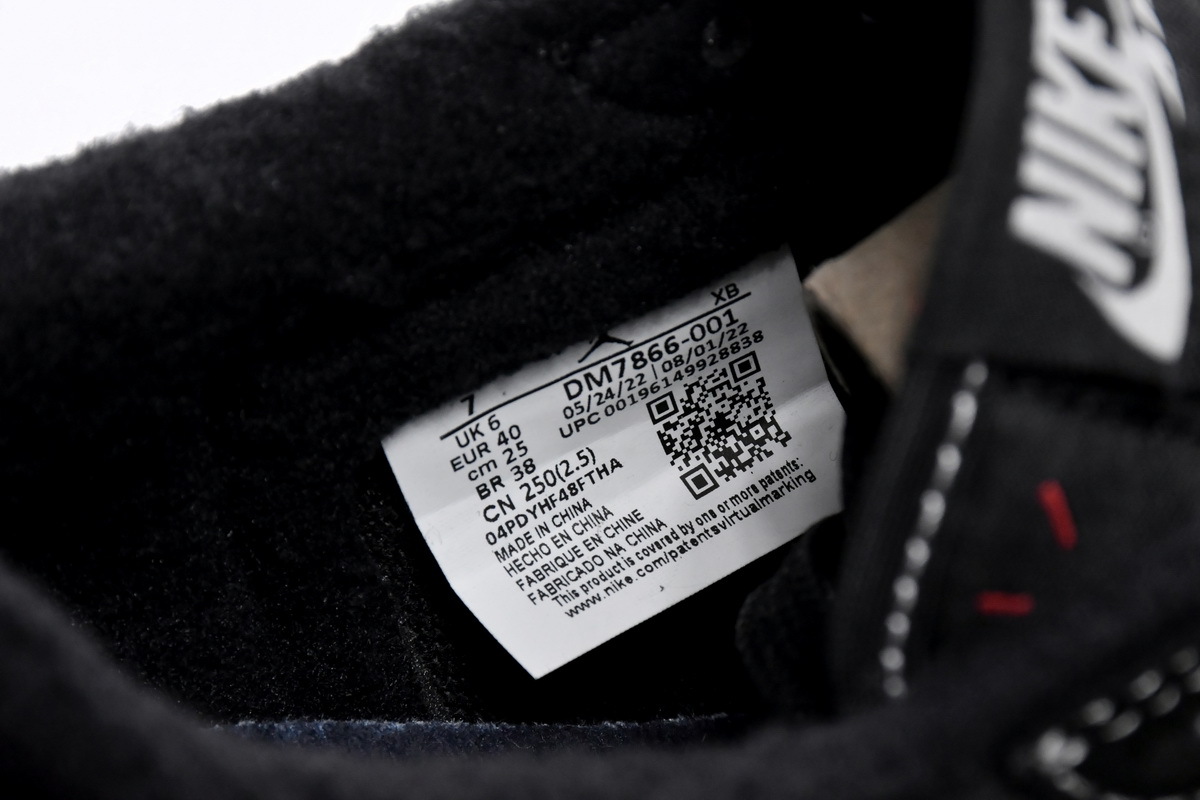 7 XB
DM7866-001
05/24/22 | 08/01/22
UPC 00196149928838
UK 6
EUR 40
cm 25
BR 38
CN 250(2.5)
04PDYHF48FTHA
MADE IN CHINA
HECHO EN CHINA
FABRIQUE EN CHINE
FABRICADO NA CHINA
This product is covered by one or more patents:
www.nike.com/patentsvirtualmarking
NIKE